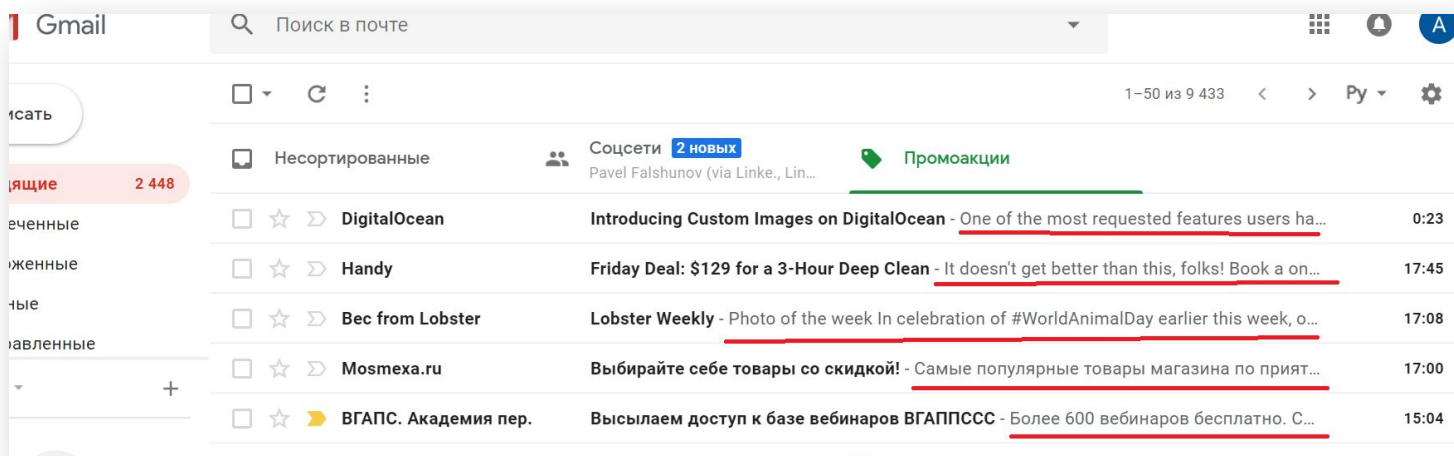 Gmail
Поиск в почте
А
исать
1–50 из 9 433
Ру
Несортированные
Соцсети 2 новых
Pavel Falshunov (via Linke., Lin...
Промоакции
ящие 2 448
еченные
DigitalOcean Introducing Custom Images on DigitalOcean - One of the most requested features users ha... 0:23
оженные
Handy Friday Deal: $129 for a 3-Hour Deep Clean - It doesn't get better than this, folks! Book a on... 17:45
ные
Bec from Lobster Lobster Weekly - Photo of the week In celebration of #WorldAnimalDay earlier this week, o... 17:08
равленные
Mosmexa.ru Выбирайте себе товары со скидкой! - Самые популярные товары магазина по прият... 17:00
ВГАПС. Академия пер. Высылаем доступ к базе вебинаров ВГАППССС - Более 600 вебинаров бесплатно. С... 15:04